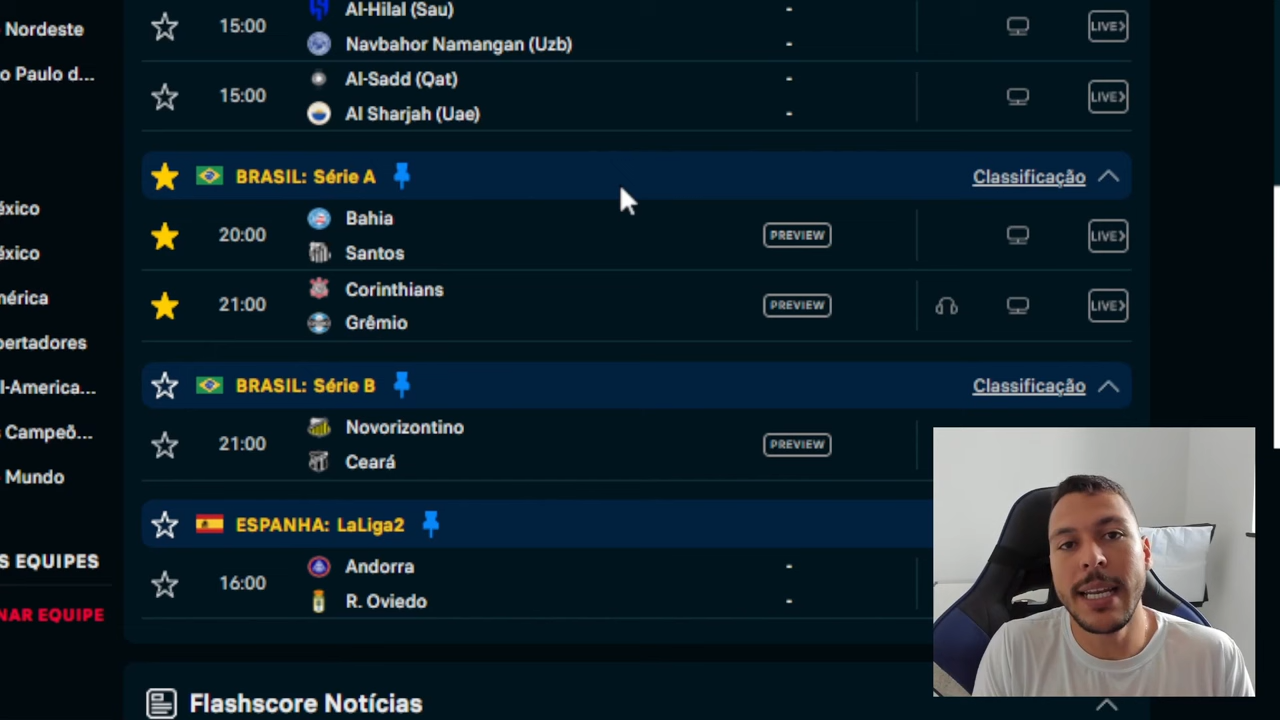 Nordeste
o Paulo d...
éxico
éxico
mérica
pertadores
l-America...
s Campeõ...
Mundo
S EQUIPES
NAR EQUIPE
15:00
Al-Hilal (Sau)
-
LIVE>
Navbahor Namangan (Uzb)
-
15:00
Al-Sadd (Qat)
-
LIVE>
Al Sharjah (Uae)
-
BRASIL: Série A
Classificação
20:00
Bahia
PREVIEW
LIVE>
Santos
21:00
Corinthians
PREVIEW
LIVE>
Grêmio
BRASIL: Série B
Classificação
21:00
Novorizontino
PREVIEW
Ceará
ESPANHA: LaLiga2
16:00
Andorra
-
R. Oviedo
-
Flashscore Notícias